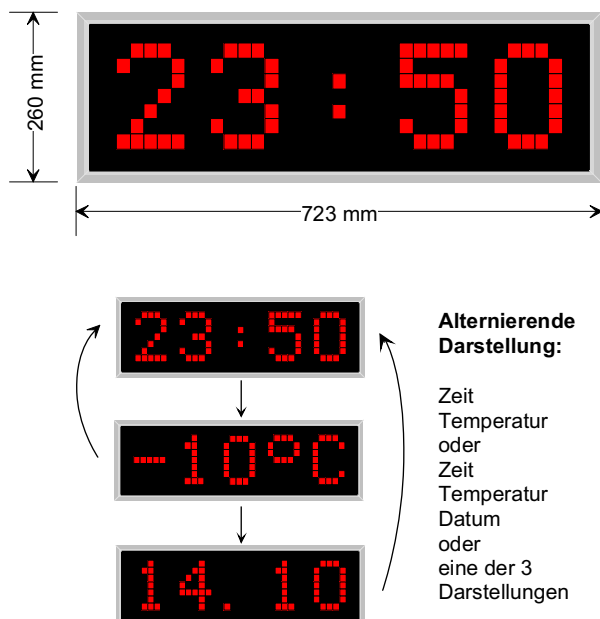 260 mm
23:50
723 mm
23:50
-10°C
14. 10
Alternierende
Darstellung:
Zeit
Temperatur
oder
Zeit
Temperatur
Datum
oder
eine der 3
Darstellungen